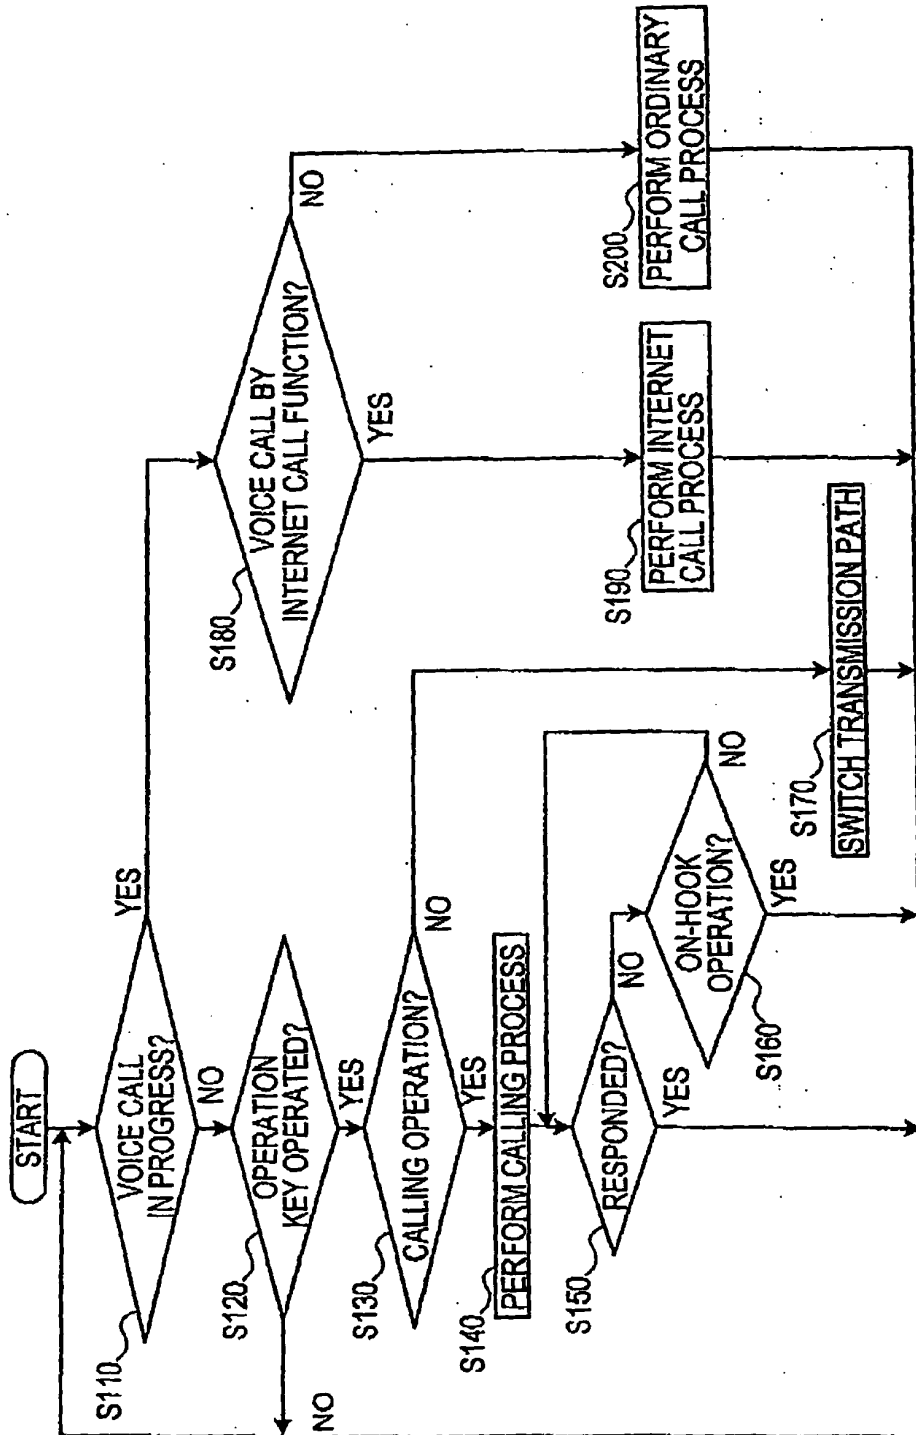 START
VOICE CALL
IN PROGRESS?
S110
YES
NO
OPERATION
KEY OPERATED?
S120
NO
YES
CALLING OPERATION?
S130
NO
YES
PERFORM CALLING PROCESS
S140
RESPONDED?
S150
NO
YES
ON-HOOK
OPERATION?
S160
NO
YES
SWITCH TRANSMISSION PATH
S170
VOICE CALL BY
INTERNET CALL FUNCTION?
S180
NO
YES
PERFORM INTERNET
CALL PROCESS
S190
PERFORM ORDINARY
CALL PROCESS
S200